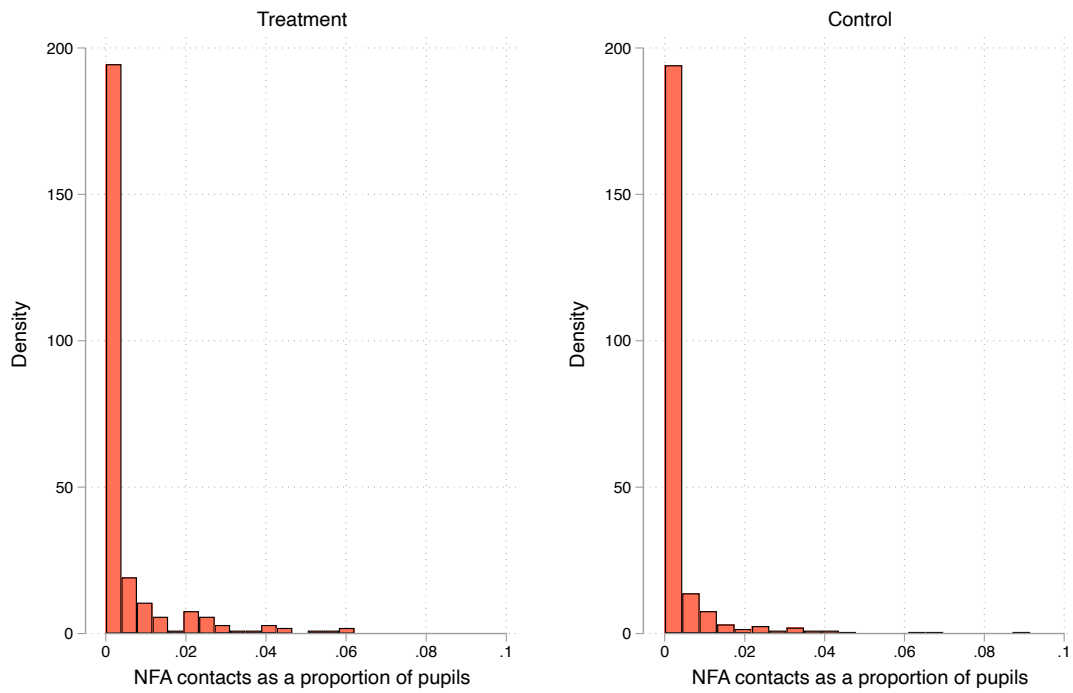 Treatment
200
150
100
50
0
Density
0 .02 .04 .06 .08 .1
NFA contacts as a proportion of pupils
Control
200
150
100
50
0
Density
0 .02 .04 .06 .08 .1
NFA contacts as a proportion of pupils